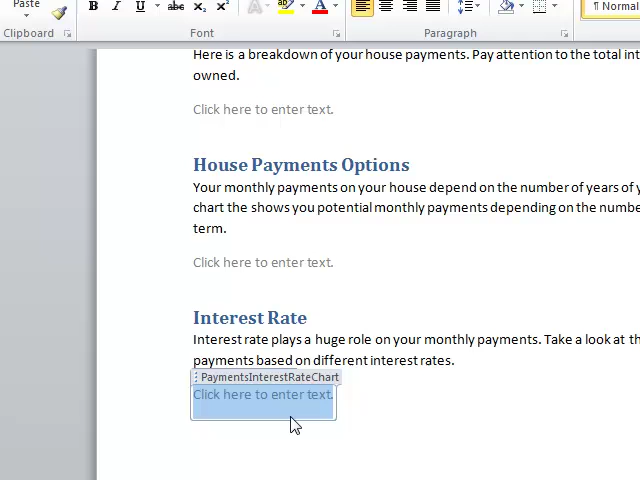 Paste
B I U abc x₂ x² A ab A
¶ Normal
Clipboard Font Paragraph
Here is a breakdown of your house payments. Pay attention to the total int
owned.
Click here to enter text.
House Payments Options
Your monthly payments on your house depend on the number of years of y
chart the shows you potential monthly payments depending on the numbe
term.
Click here to enter text.
Interest Rate
Interest rate plays a huge role on your monthly payments. Take a look at th
payments based on different interest rates.
PaymentsInterestRateChart
Click here to enter text.